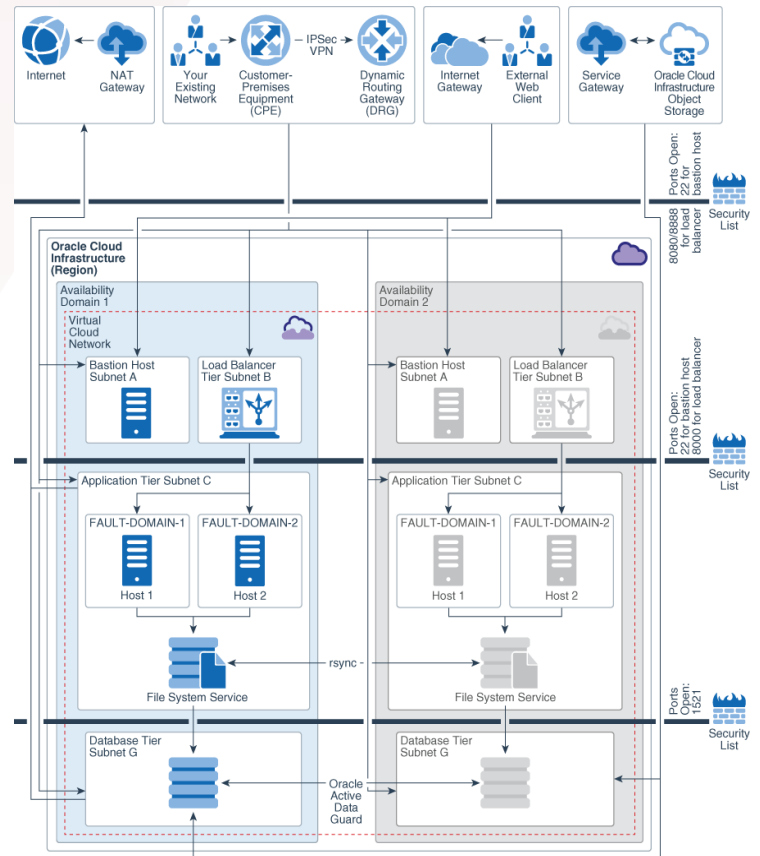 Internet
NAT
Gateway
Your
Existing
Network
Customer-
Premises
Equipment
(CPE)
IPSec
VPN
Dynamic
Routing
Gateway
(DRG)
Internet
Gateway
External
Web
Client
Service
Gateway
Oracle Cloud
Infrastructure
Object
Storage
Ports Open:
22 for
bastion host
Security
List
8080/8888
for load
balancer
Oracle Cloud
Infrastructure
(Region)
Availability
Domain 1
Availability
Domain 2
Virtual
Cloud
Network
Bastion Host
Subnet A
Load Balancer
Tier Subnet B
Bastion Host
Subnet A
Load Balancer
Tier Subnet B
Ports Open:
22 for bastion host
8000 for load balancer
Security
List
Application Tier Subnet C
Application Tier Subnet C
FAULT-DOMAIN-1
FAULT-DOMAIN-2
FAULT-DOMAIN-1
FAULT-DOMAIN-2
Host 1
Host 2
Host 1
Host 2
rsync
File System Service
File System Service
Ports
Open:
1521
Security
List
Database Tier
Subnet G
Database Tier
Subnet G
Oracle
Active
Data
Guard